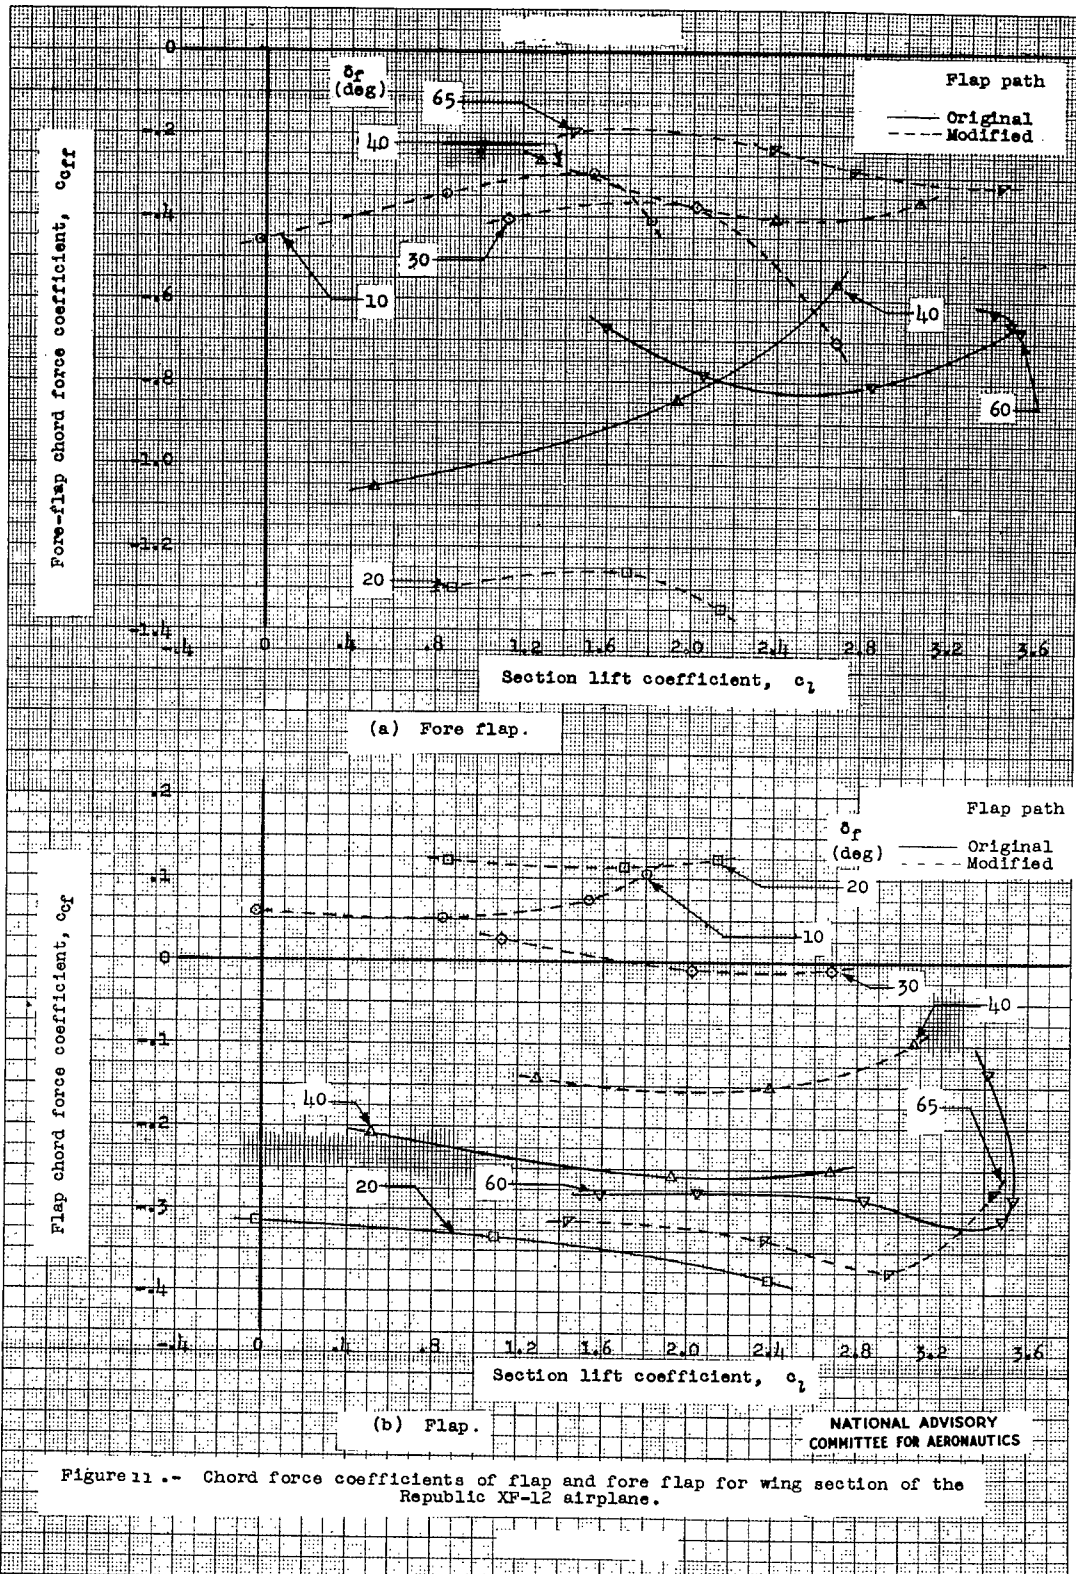 0
-.2
-.4
-.6
-.8
-1.0
-1.2
-1.4
Fore-flap chord force coefficient, c_cff
δf
(deg)
65
40
30
10
20
40
60
Flap path
Original
Modified
-.4 0 .4 .8 1.2 1.6 2.0 2.4 2.8 3.2 3.6
Section lift coefficient, c_l
(a) Fore flap.
.2
.1
0
-.1
-.2
-.3
-.4
Flap chord force coefficient, c_cf
Flap path
δf
(deg)
Original
Modified
20
10
30
40
65
40
60
20
-.4 0 .4 .8 1.2 1.6 2.0 2.4 2.8 3.2 3.6
Section lift coefficient, c_l
(b) Flap.
NATIONAL ADVISORY
COMMITTEE FOR AERONAUTICS
Figure 11 .- Chord force coefficients of flap and fore flap for wing section of the
Republic XF-12 airplane.